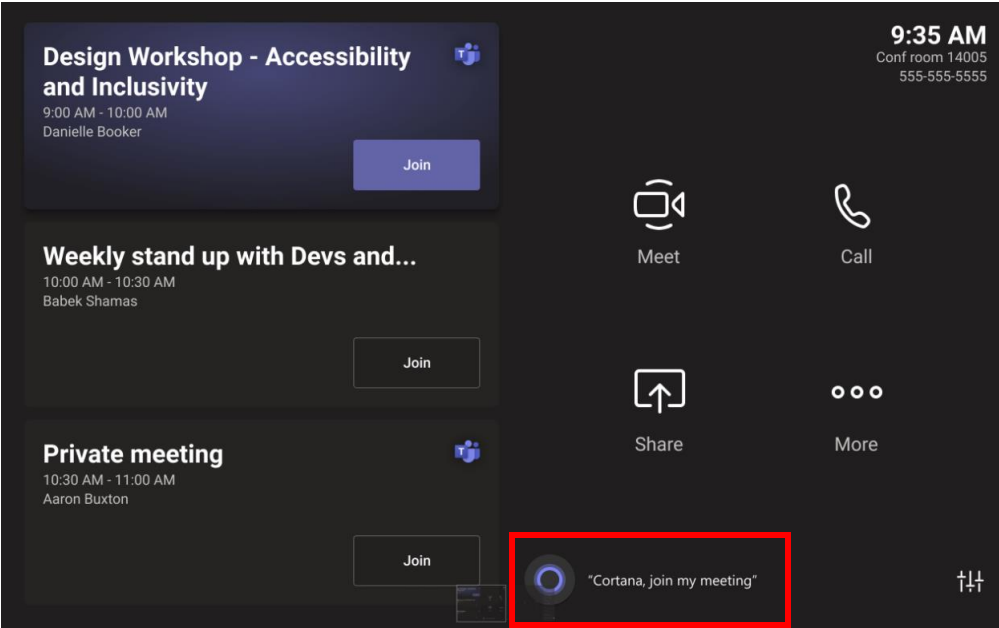 Design Workshop - Accessibility
and Inclusivity
9:00 AM - 10:00 AM
Danielle Booker
Join
Weekly stand up with Devs and...
10:00 AM - 10:30 AM
Babek Shamas
Join
Private meeting
10:30 AM - 11:00 AM
Aaron Buxton
Join
9:35 AM
Conf room 14005
555-555-5555
Meet
Call
Share
More
"Cortana, join my meeting"